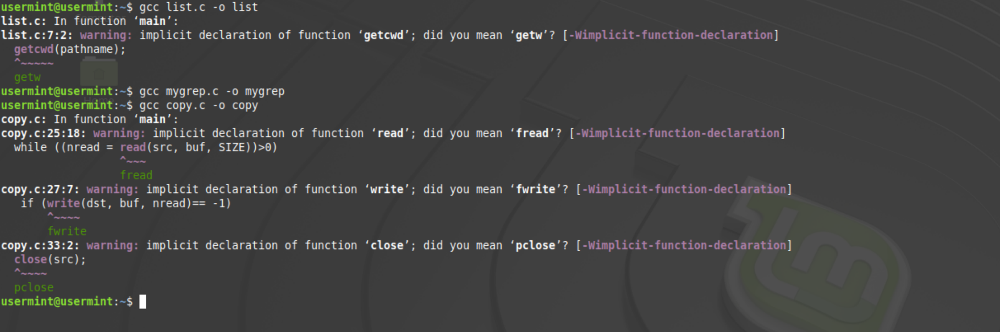 usermint@usermint:~$ gcc list.c -o list
list.c: In function ‘main’:
list.c:7:2: warning: implicit declaration of function ‘getcwd’; did you mean ‘getw’? [-Wimplicit-function-declaration]
  getcwd(pathname);
  ^~~~~~
  getw
usermint@usermint:~$ gcc mygrep.c -o mygrep
usermint@usermint:~$ gcc copy.c -o copy
copy.c: In function ‘main’:
copy.c:25:18: warning: implicit declaration of function ‘read’; did you mean ‘fread’? [-Wimplicit-function-declaration]
  while ((nread = read(src, buf, SIZE))>0)
                  ^~~~
                  fread
copy.c:27:7: warning: implicit declaration of function ‘write’; did you mean ‘fwrite’? [-Wimplicit-function-declaration]
   if (write(dst, buf, nread)== -1)
       ^~~~~
       fwrite
copy.c:33:2: warning: implicit declaration of function ‘close’; did you mean ‘pclose’? [-Wimplicit-function-declaration]
  close(src);
  ^~~~~
  pclose
usermint@usermint:~$